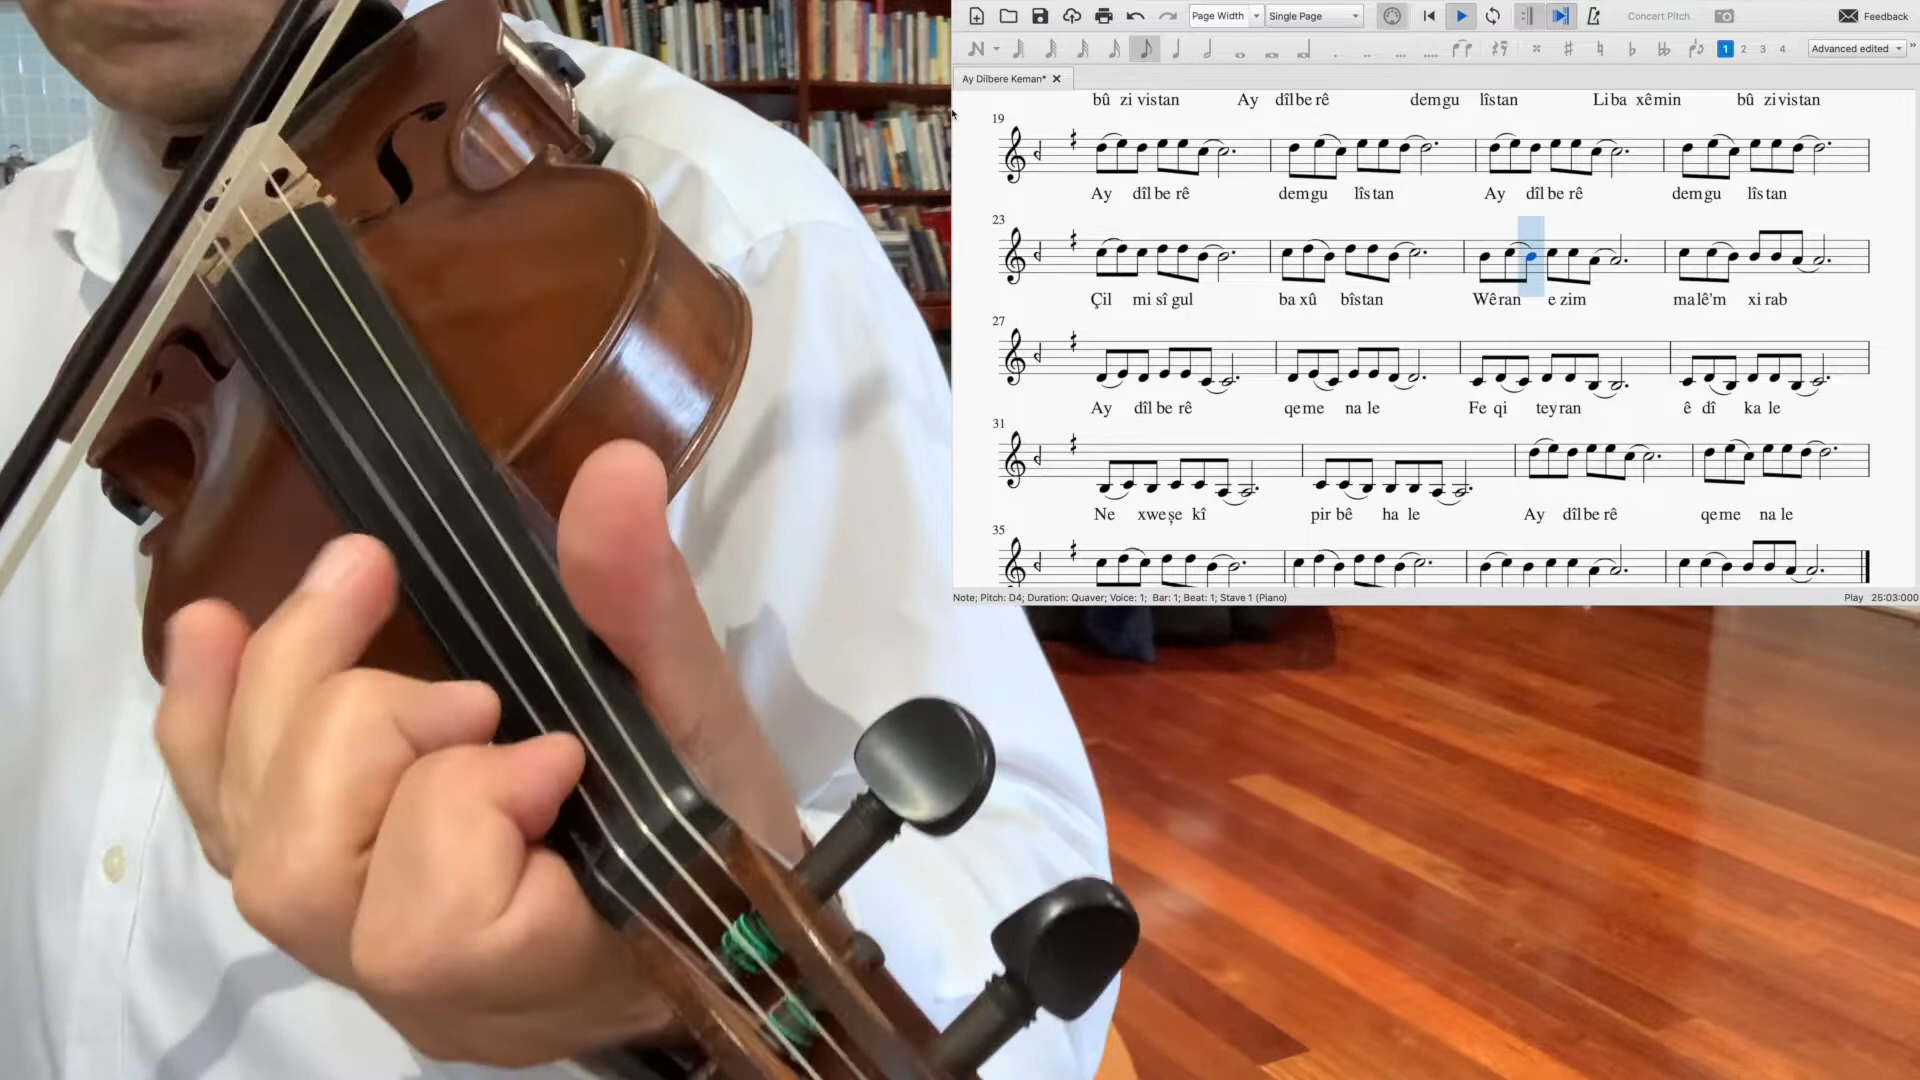 Page Width Single Page Concert Pitch Feedback
1 2 3 4 Advanced edited
Ay Dilbere Keman*
bû zi vistan Ay dîl be rê dem gu lîs tan Li ba xê min bû zi vis tan
19
Ay dîl be rê dem gu lîs tan Ay dîl be rê dem gu lîs tan
23
Çil mi sî gul ba xû bîs tan Wê ran e zim ma lê'm xi rab
27
Ay dîl be rê qe me na le Fe qi tey ran ê dî ka le
31
Ne xwe şe kî pir bê ha le Ay dîl be rê qe me na le
35
Note; Pitch: D4; Duration: Quaver; Voice: 1; Bar: 1; Beat: 1; Stave 1 (Piano) Play 25:03:000